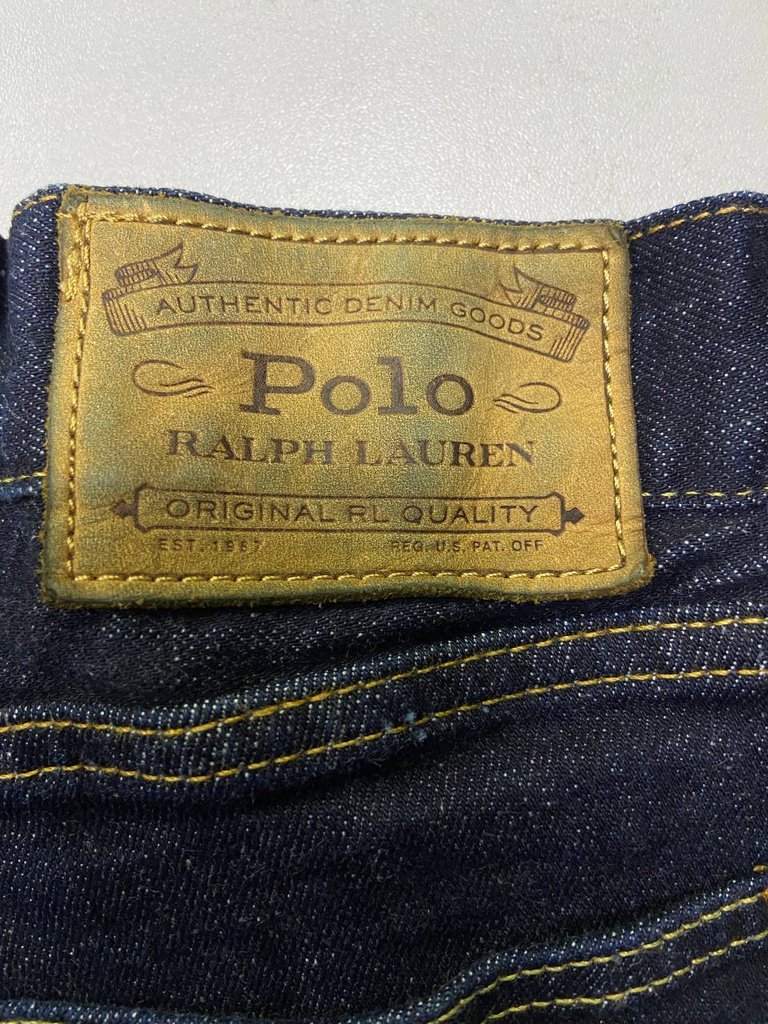 AUTHENTIC DENIM GOODS
Polo
RALPH LAUREN
ORIGINAL RL QUALITY
EST. 1967 REG. U.S. PAT. OFF